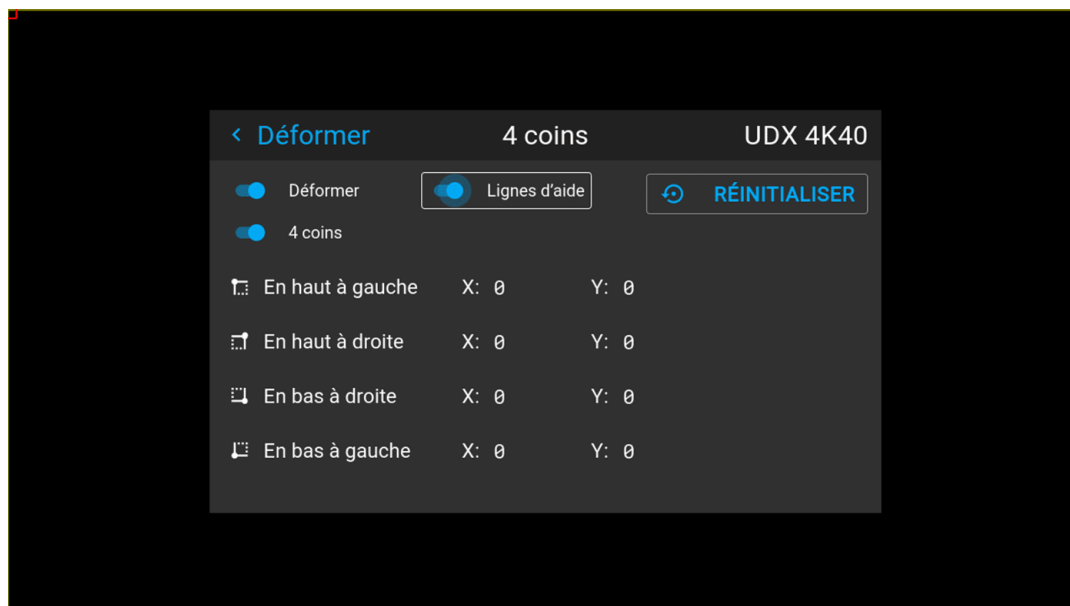 Déformer 4 coins UDX 4K40
Déformer Lignes d’aide RÉINITIALISER
4 coins
En haut à gauche X: 0 Y: 0
En haut à droite X: 0 Y: 0
En bas à droite X: 0 Y: 0
En bas à gauche X: 0 Y: 0